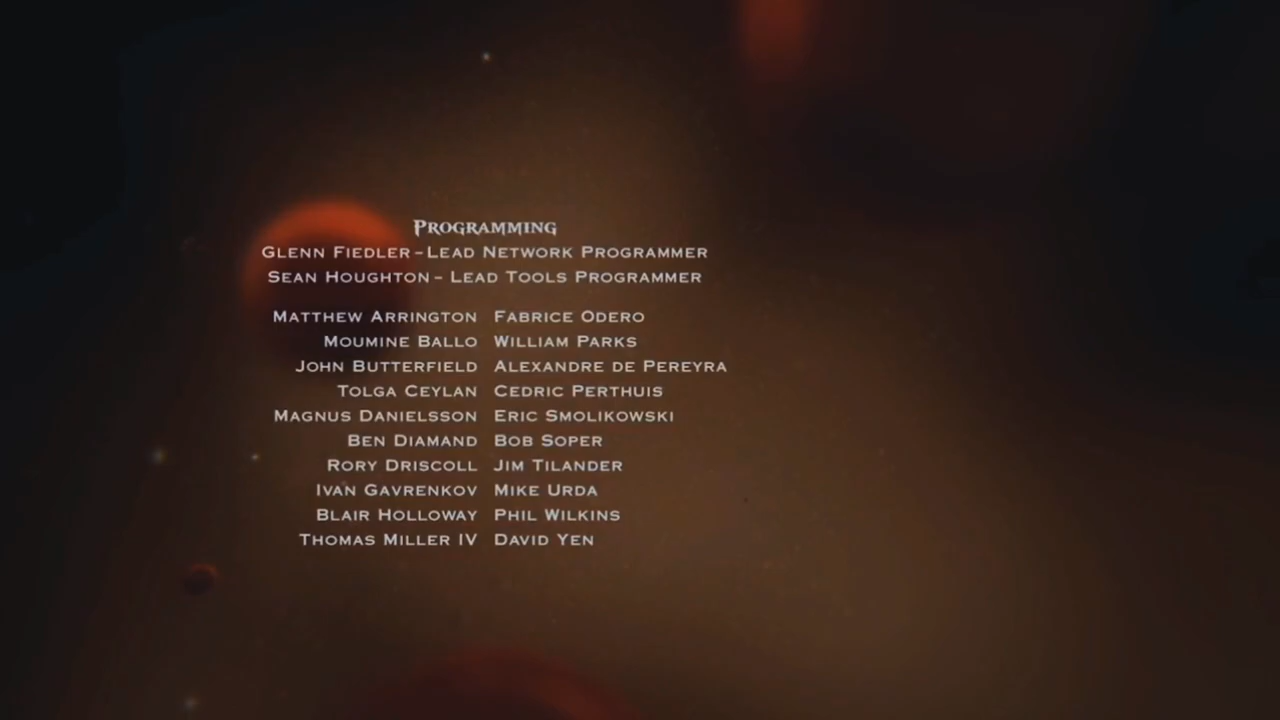 Programming
Glenn Fiedler - Lead Network Programmer
Sean Houghton - Lead Tools Programmer
Matthew Arrington Fabrice Odero
Moumine Ballo William Parks
John Butterfield Alexandre de Pereyra
Tolga Ceylan Cedric Perthuis
Magnus Danielsson Eric Smolikowski
Ben Diamand Bob Soper
Rory Driscoll Jim Tilander
Ivan Gavrenkov Mike Urda
Blair Holloway Phil Wilkins
Thomas Miller IV David Yen